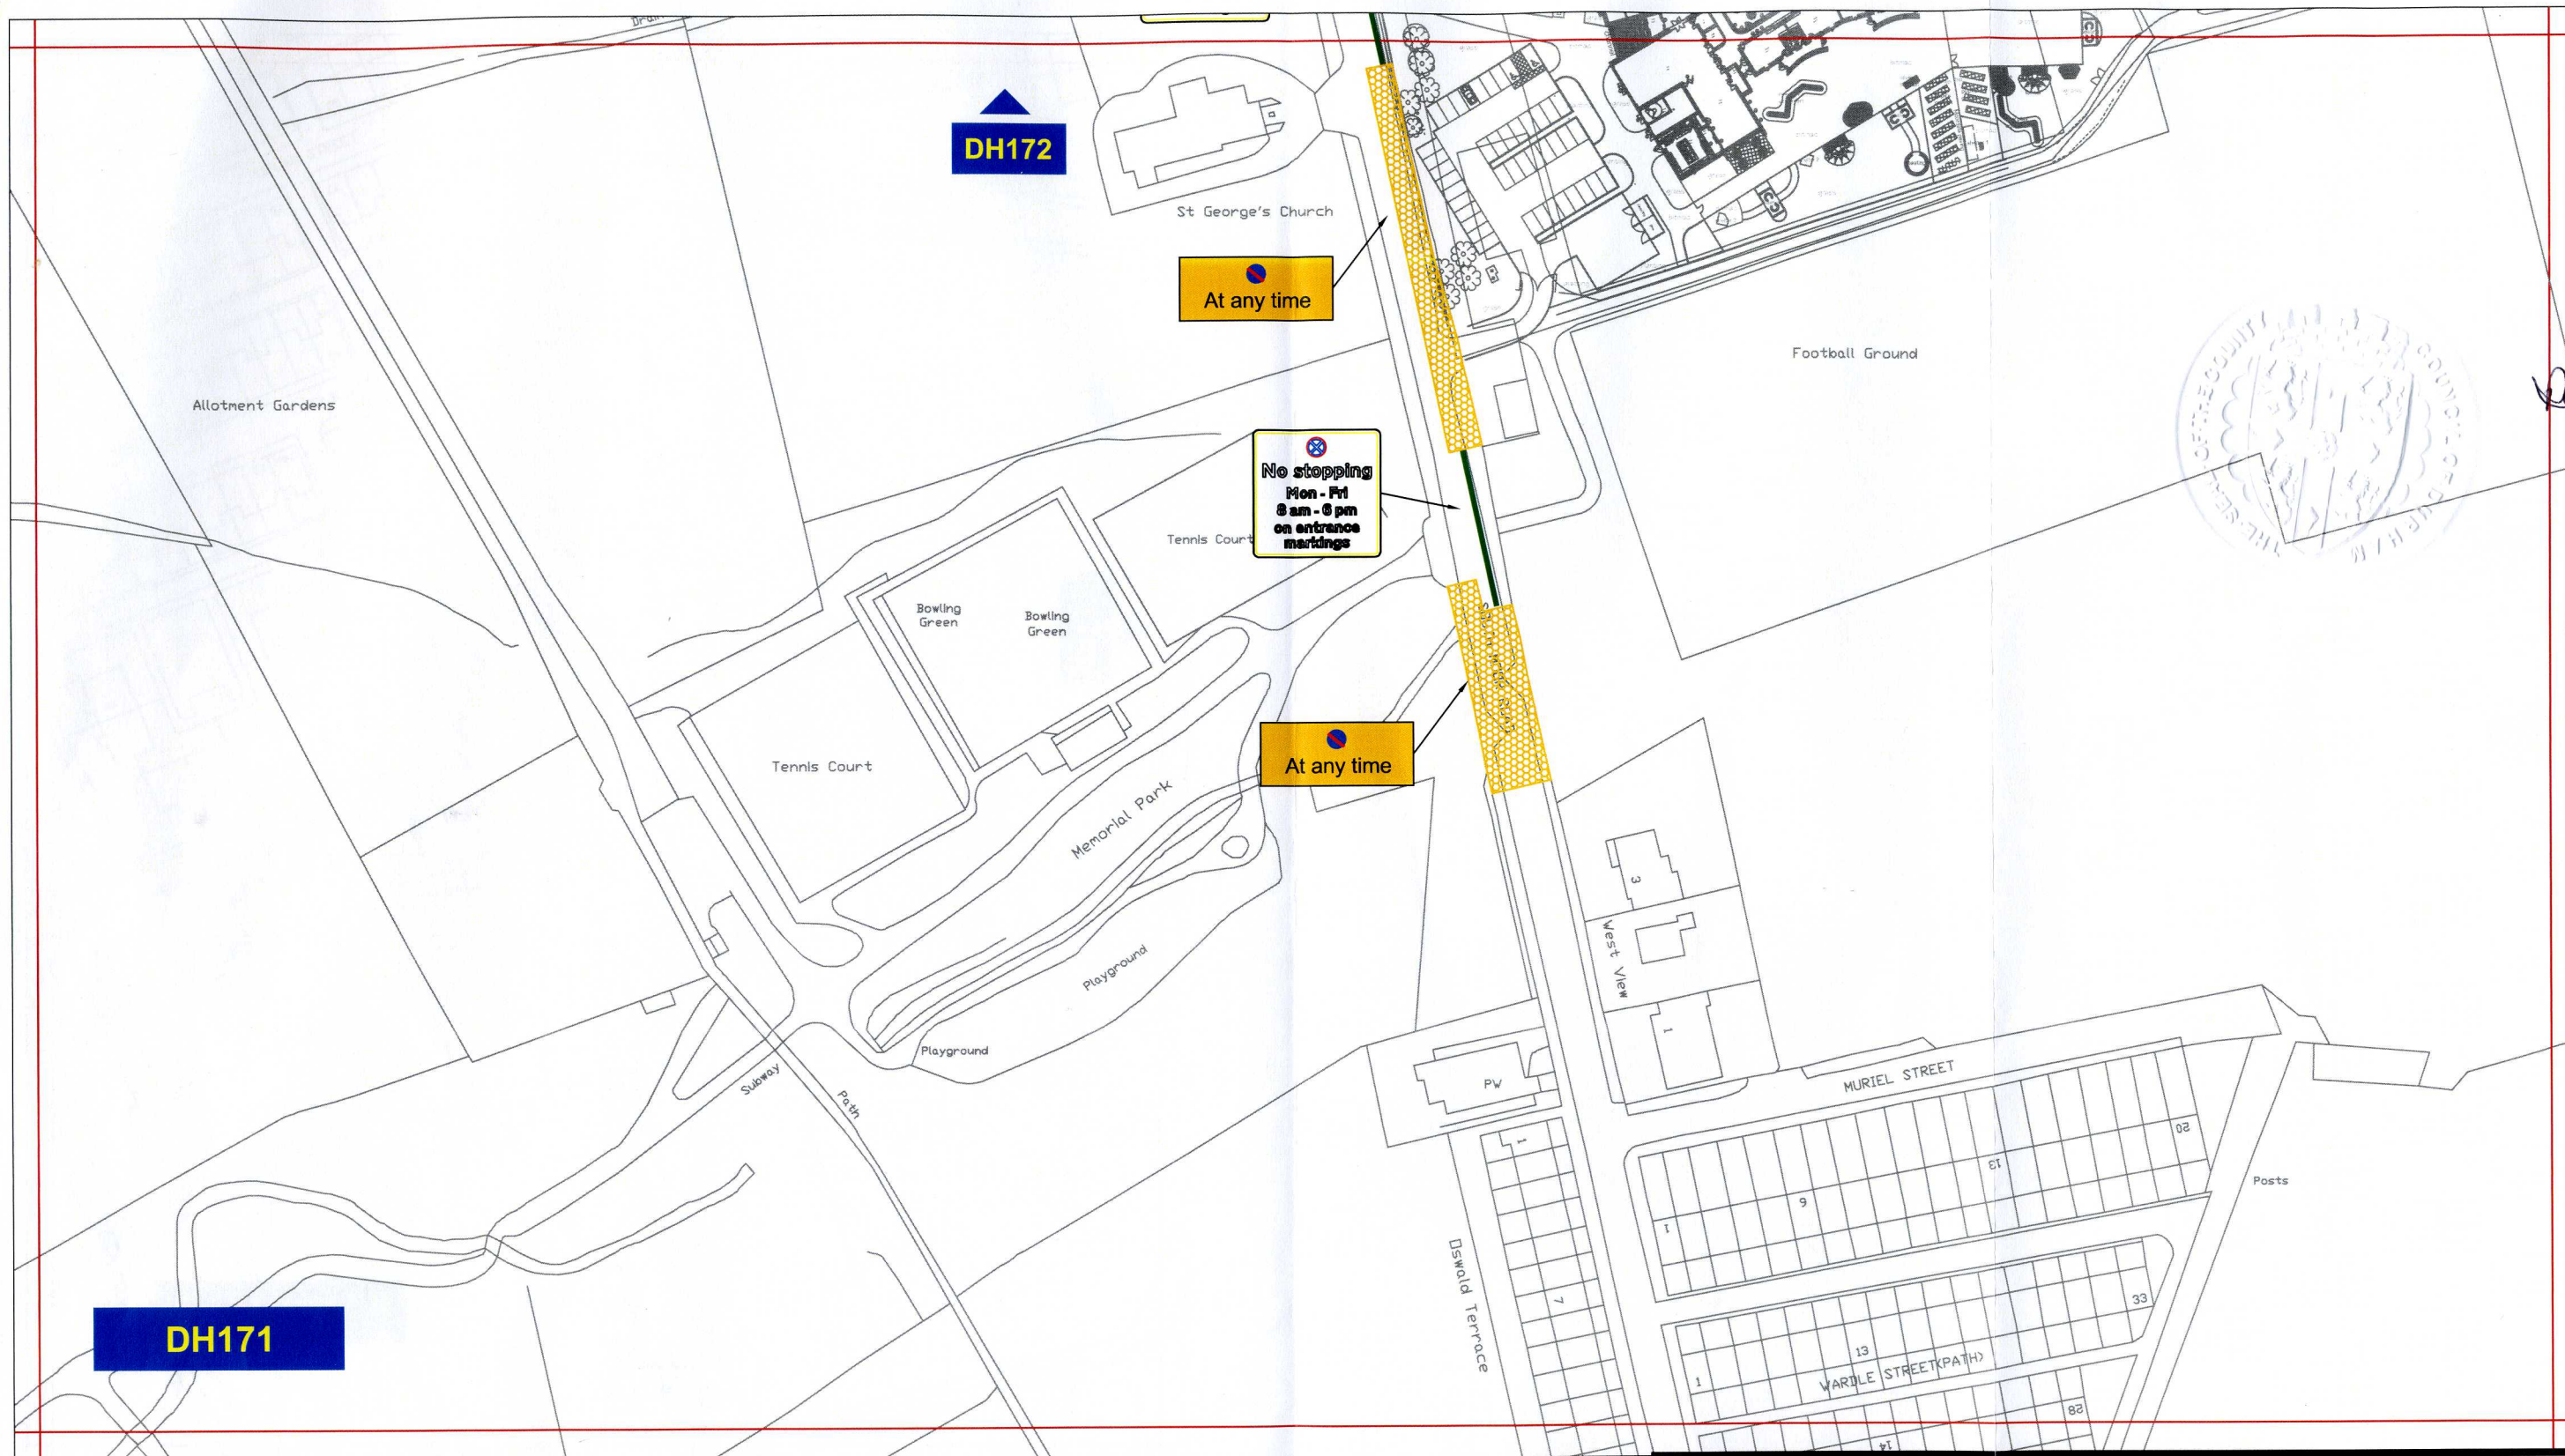 DH172
St George's Church
At any time
Football Ground
Allotment Gardens
No stopping
Mon - Fri
8 am - 6 pm
on entrance
markings
Tennis Court
Bowling
Green
Bowling
Green
Tennis Court
At any time
Memorial Park
3
West View
Playground
1
Playground
MURIEL STREET
PW
Subway
Path
20
1
13
Posts
9
1
Oswald Terrace
7
33
DH171
13
WARDLE STREET(PATH)
1
28
14